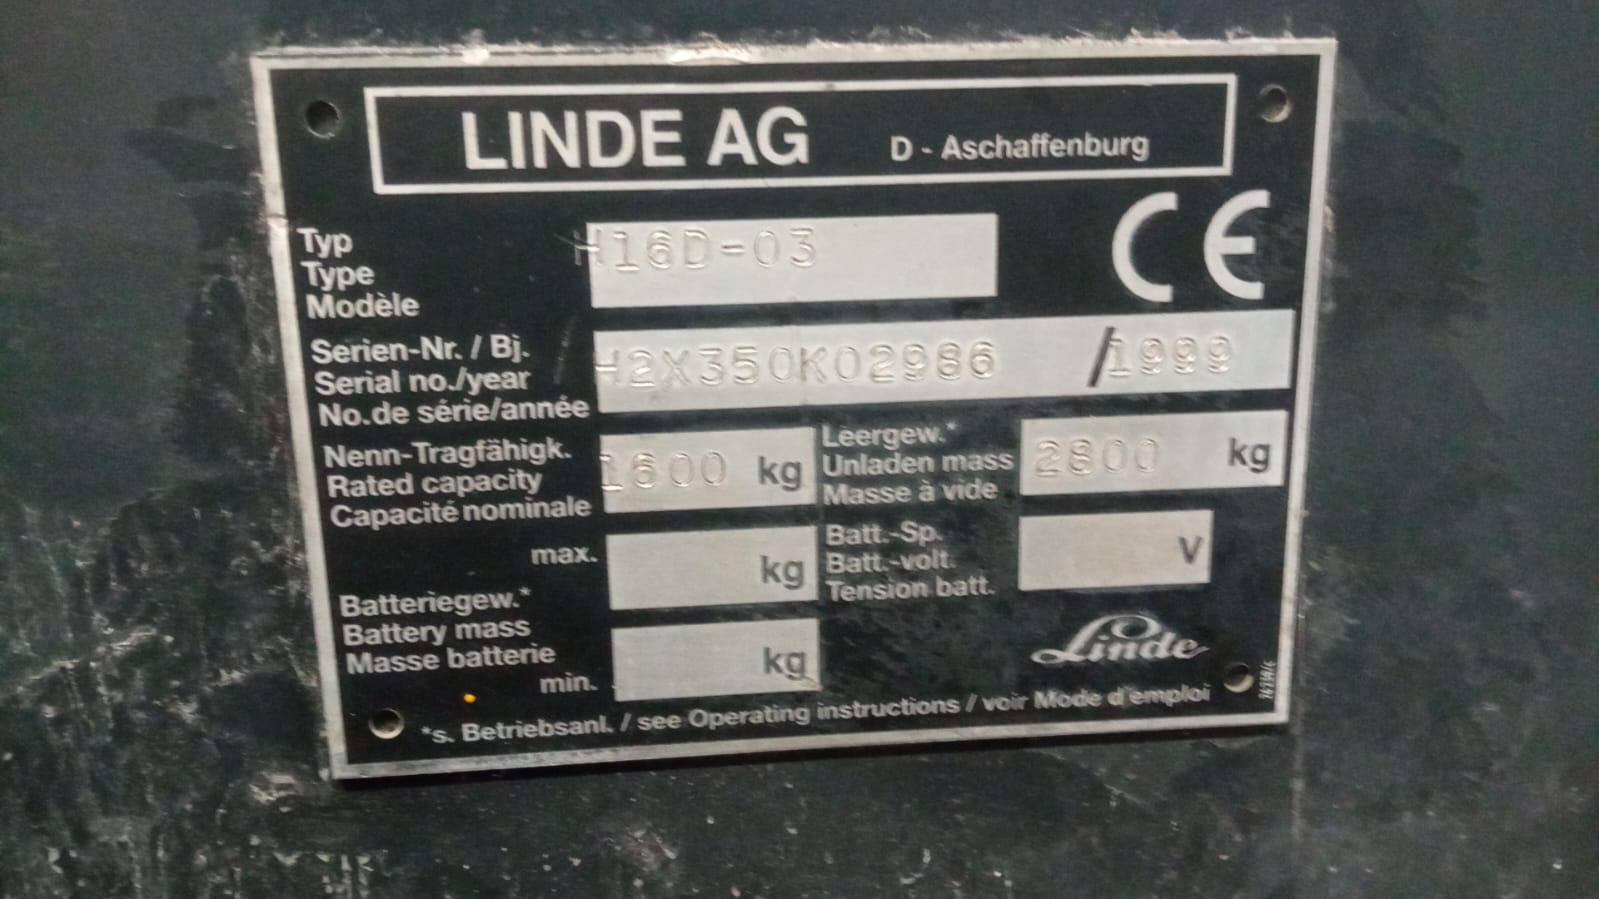 LINDE AG D - Aschaffenburg
Typ
Type
Modèle
H16D-03
CE
Serien-Nr. / Bj.
Serial no./year
No.de série/année
H2X350K02986 /1999
Nenn-Tragfähigk.
Rated capacity
Capacité nominale
1600 kg
Leergew.*
Unladen mass
Masse à vide
2800 kg
max.
kg
Batteriegew.*
Battery mass
Masse batterie
min.
kg
Batt.-Sp.
Batt.-volt.
Tension batt.
V
Linde
*s. Betriebsanl. / see Operating instructions / voir Mode d'emploi